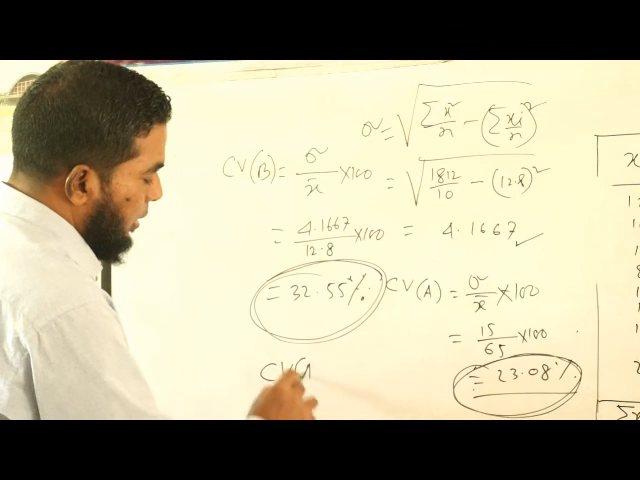 σ = √(Σx²/n − (Σxi/n)²)
CV(B) = σ/x̄ ×100 = √(1812/10 − (12.8)²)
= 4.1667/12.8 ×100 = 4.1667 ✓
= 32.55%.
CV(A) = σ/x̄ ×100
= 15/65 ×100
= 23.08%.
CV(
x
Σx